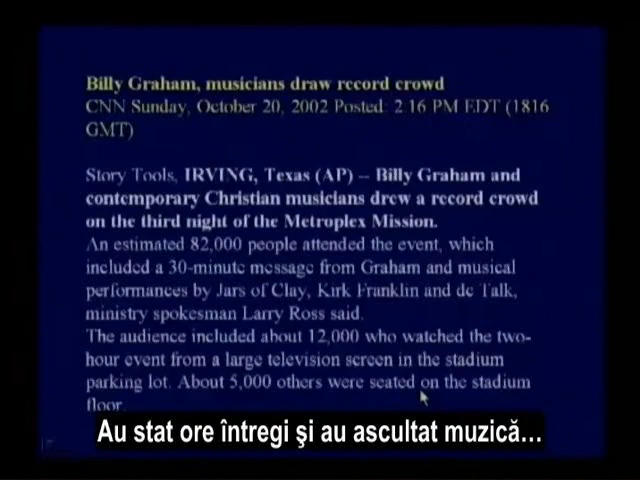 Billy Graham, musicians draw record crowd
CNN Sunday, October 20, 2002 Posted: 2:16 PM EDT (1816
GMT)
Story Tools, IRVING, Texas (AP) -- Billy Graham and
contemporary Christian musicians drew a record crowd
on the third night of the Metroplex Mission.
An estimated 82,000 people attended the event, which
included a 30-minute message from Graham and musical
performances by Jars of Clay, Kirk Franklin and dc Talk,
ministry spokesman Larry Ross said.
The audience included about 12,000 who watched the two-
hour event from a large television screen in the stadium
parking lot. About 5,000 others were seated on the stadium
floor.
Au stat ore întregi şi au ascultat muzică...